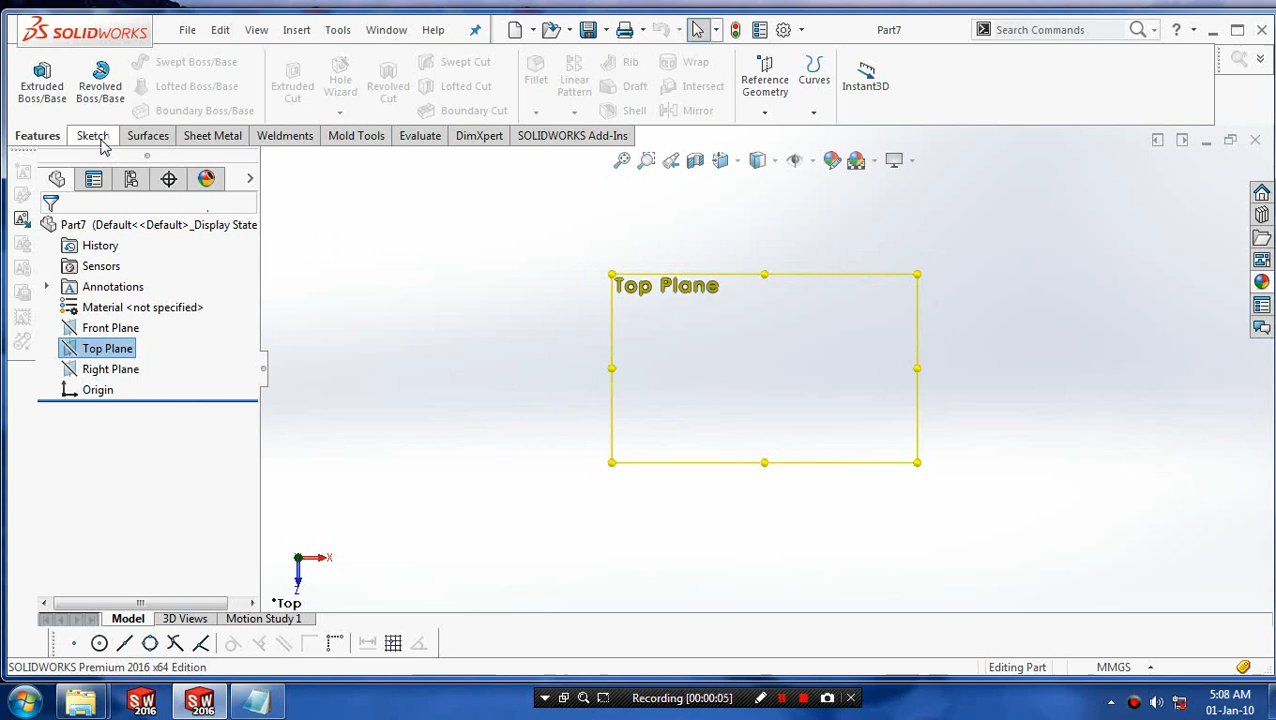 SOLIDWORKS File Edit View Insert Tools Window Help Part7 Search Commands ?
Extruded Boss/Base
Revolved Boss/Base
Swept Boss/Base
Lofted Boss/Base
Boundary Boss/Base
Extruded Cut
Hole Wizard
Revolved Cut
Swept Cut
Lofted Cut
Boundary Cut
Fillet
Linear Pattern
Rib
Draft
Shell
Wrap
Intersect
Mirror
Reference Geometry
Curves
Instant3D
Features Sketch Surfaces Sheet Metal Weldments Mold Tools Evaluate DimXpert SOLIDWORKS Add-Ins
Part7 (Default<<Default>_Display State
History
Sensors
Annotations
Material <not specified>
Front Plane
Top Plane
Right Plane
Origin
Top Plane
X
Z
*Top
Model 3D Views Motion Study 1
SOLIDWORKS Premium 2016 x64 Edition Editing Part MMGS
SW 2016
SW 2016
Recording [00:00:05]
5:08 AM
01-Jan-10